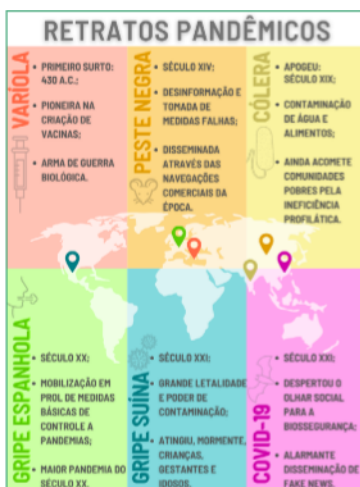 RETRATOS PANDÊMICOS
VARÍOLA
• PRIMEIRO SURTO:
430 A.C.;
• PIONEIRA NA
CRIAÇÃO DE
VACINAS;
• ARMA DE GUERRA
BIOLÓGICA.
PESTE NEGRA
• SÉCULO XIV;
• DESINFORMAÇÃO E
TOMADA DE
MEDIDAS FALHAS;
• DISSEMINADA
ATRAVÉS DAS
NAVEGAÇÕES
COMERCIAIS DA
ÉPOCA.
CÓLERA
• APOGEU:
SÉCULO XIX;
• CONTAMINAÇÃO
DE ÁGUA E
ALIMENTOS;
• AINDA ACOMETE
COMUNIDADES
POBRES PELA
INEFICIÊNCIA
PROFILÁTICA.
GRIPE ESPANHOLA
• SÉCULO XX;
• MOBILIZAÇÃO EM
PROL DE MEDIDAS
BÁSICAS DE
CONTROLE A
PANDEMIAS;
• MAIOR PANDEMIA DO
SÉCULO XX.
GRIPE SUÍNA
• SÉCULO XXI;
• GRANDE LETALIDADE
E PODER DE
CONTAMINAÇÃO;
• ATINGIU, MORMENTE,
CRIANÇAS,
GESTANTES E
IDOSOS.
COVID-19
• SÉCULO XXI;
• DESPERTOU O
OLHAR SOCIAL
PARA A
BIOSSEGURANÇA;
• ALARMANTE
DISSEMINAÇÃO DE
FAKE NEWS.